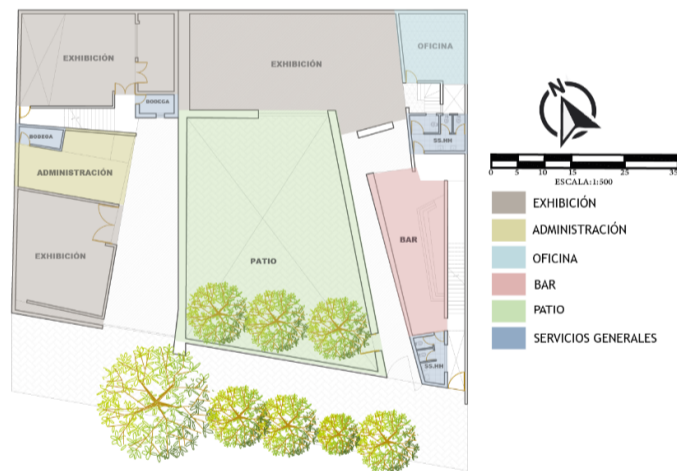 EXHIBICIÓN
EXHIBICIÓN
OFICINA
BODEGA
BODEGA
SS.HH
ADMINISTRACIÓN
EXHIBICIÓN
PATIO
BAR
SS.HH
N
0 5 10 15 25 35
ESCALA:1:500
EXHIBICIÓN
ADMINISTRACIÓN
OFICINA
BAR
PATIO
SERVICIOS GENERALES